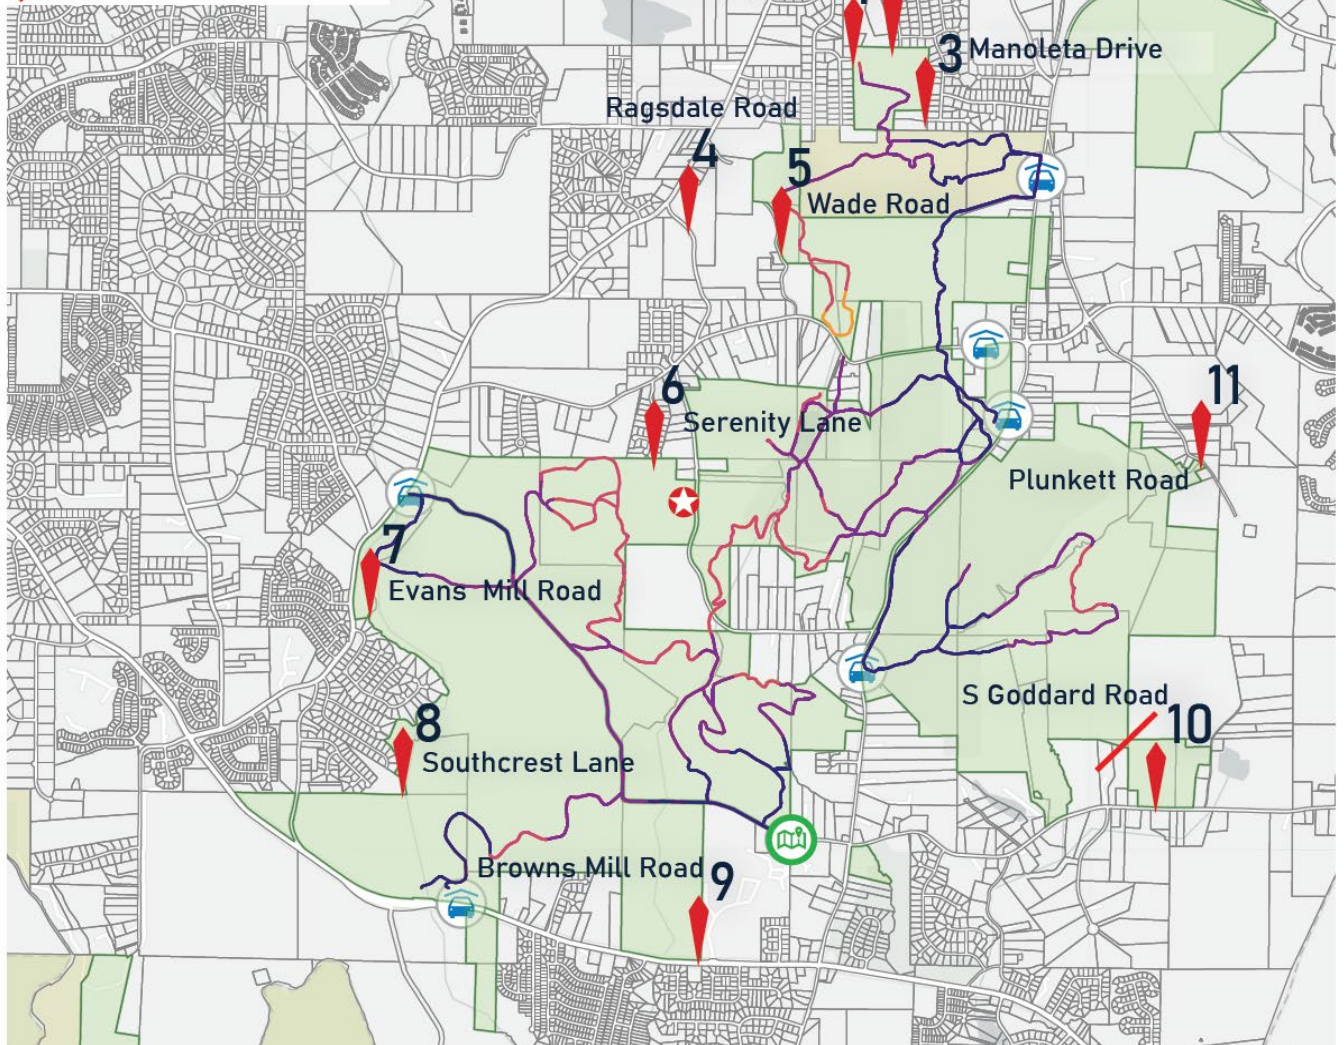 3 Manoleta Drive
Ragsdale Road
4
5
Wade Road
6
Serenity Lane
11
Plunkett Road
7
Evans Mill Road
S Goddard Road
10
8
Southcrest Lane
Browns Mill Road 9